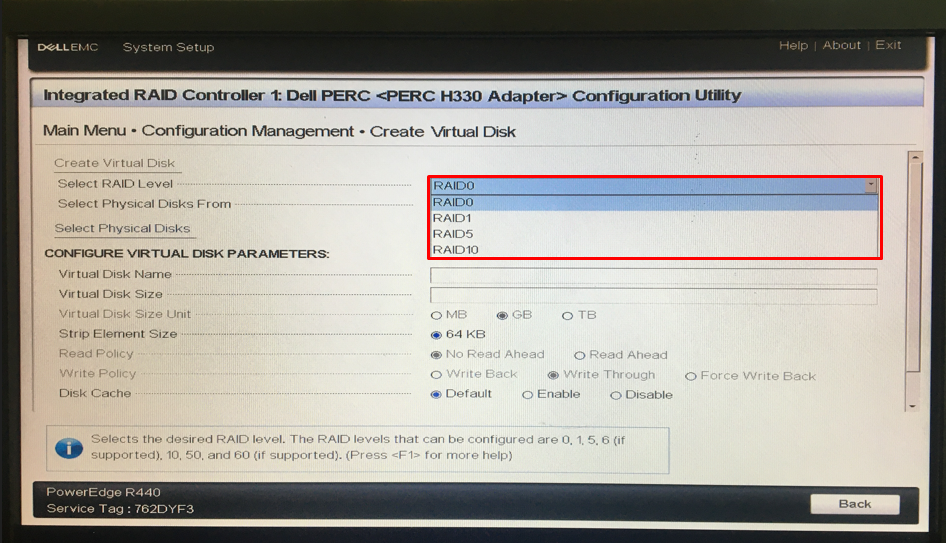 DELLEMC System Setup Help | About | Exit
Integrated RAID Controller 1: Dell PERC <PERC H330 Adapter> Configuration Utility
Main Menu • Configuration Management • Create Virtual Disk
Create Virtual Disk
Select RAID Level RAID0
Select Physical Disks From RAID0
RAID1
Select Physical Disks RAID5
CONFIGURE VIRTUAL DISK PARAMETERS: RAID10
Virtual Disk Name
Virtual Disk Size
Virtual Disk Size Unit MB GB TB
Strip Element Size 64 KB
Read Policy No Read Ahead Read Ahead
Write Policy Write Back Write Through Force Write Back
Disk Cache Default Enable Disable
Selects the desired RAID level. The RAID levels that can be configured are 0, 1, 5, 6 (if
supported), 10, 50, and 60 (if supported). (Press <F1> for more help)
PowerEdge R440
Service Tag : 762DYF3 Back